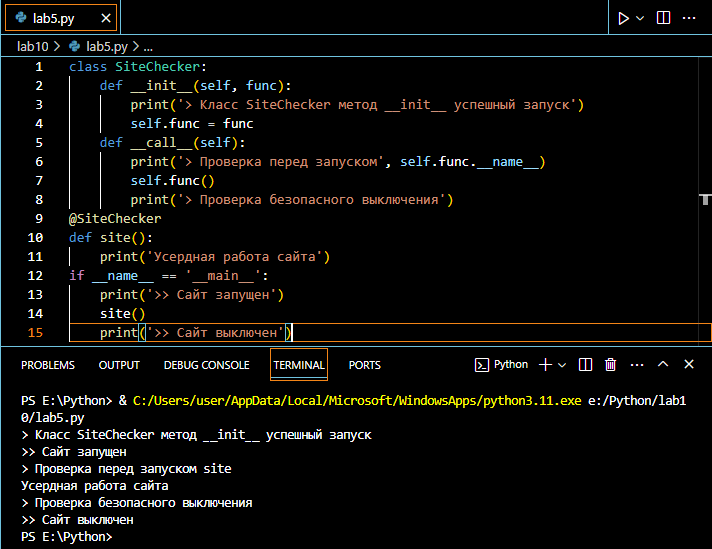 lab5.py
lab10 > lab5.py > ...
1 class SiteChecker:
2     def __init__(self, func):
3         print('> Класс SiteChecker метод __init__ успешный запуск')
4         self.func = func
5     def __call__(self):
6         print('> Проверка перед запуском', self.func.__name__)
7         self.func()
8         print('> Проверка безопасного выключения')
9 @SiteChecker
10 def site():
11     print('Усердная работа сайта')
12 if __name__ == '__main__':
13     print('>> Сайт запущен')
14     site()
15     print('>> Сайт выключен')
PROBLEMS OUTPUT DEBUG CONSOLE TERMINAL PORTS Python
PS E:\Python> & C:/Users/user/AppData/Local/Microsoft/WindowsApps/python3.11.exe e:/Python/lab1
0/lab5.py
> Класс SiteChecker метод __init__ успешный запуск
>> Сайт запущен
> Проверка перед запуском site
Усердная работа сайта
> Проверка безопасного выключения
>> Сайт выключен
PS E:\Python>